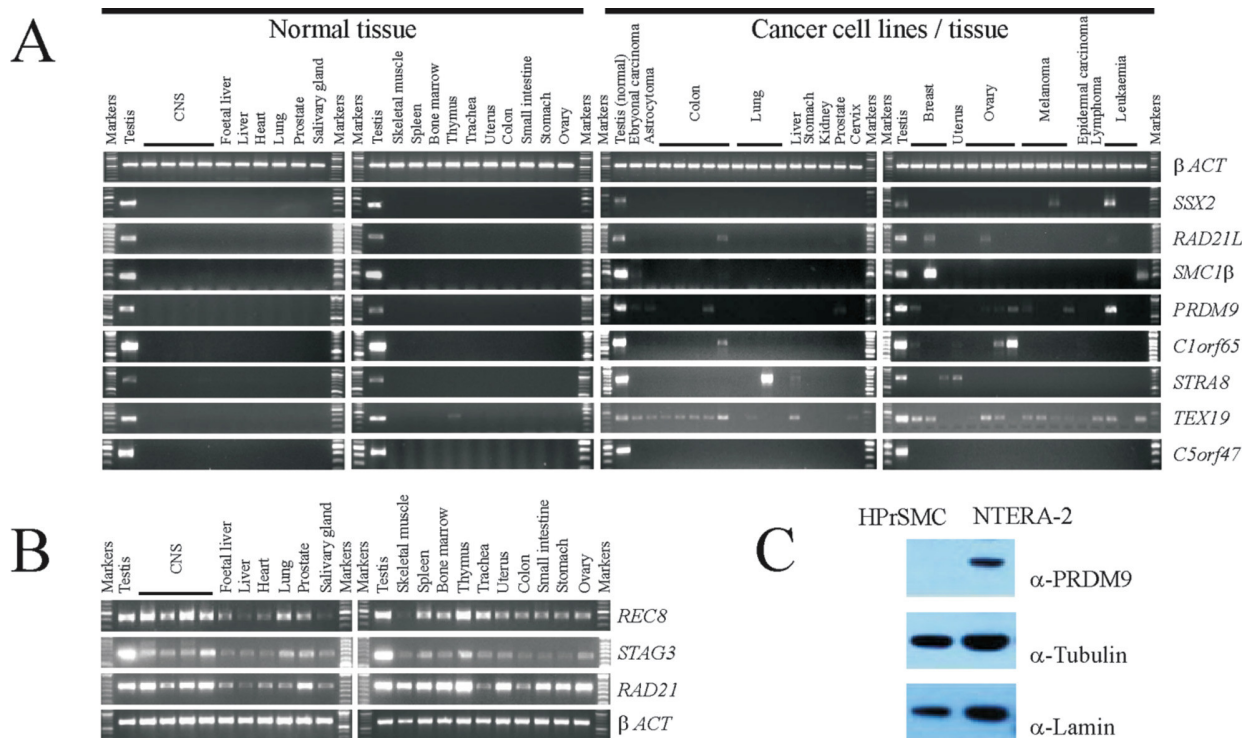 A
Normal tissue
Cancer cell lines / tissue
Markers
Testis
CNS
Foetal liver
Liver
Heart
Lung
Prostate
Salivary gland
Markers
Markers
Testis
Skeletal muscle
Spleen
Bone marrow
Thymus
Trachea
Uterus
Colon
Small intestine
Stomach
Ovary
Markers
Markers
Testis (normal)
Embryonal carcinoma
Astrocytoma
Colon
Lung
Liver
Stomach
Kidney
Prostate
Cervix
Markers
Markers
Testis
Breast
Uterus
Ovary
Melanoma
Epidermal carcinoma
Lymphoma
Leukaemia
Markers
β ACT
SSX2
RAD21L
SMC1β
PRDM9
C1orf65
STRA8
TEX19
C5orf47
B
Markers
Testis
CNS
Foetal liver
Liver
Heart
Lung
Prostate
Salivary gland
Markers
Markers
Testis
Skeletal muscle
Spleen
Bone marrow
Thymus
Trachea
Uterus
Colon
Small intestine
Stomach
Ovary
Markers
REC8
STAG3
RAD21
β ACT
C
HPrSMC NTERA-2
α-PRDM9
α-Tubulin
α-Lamin